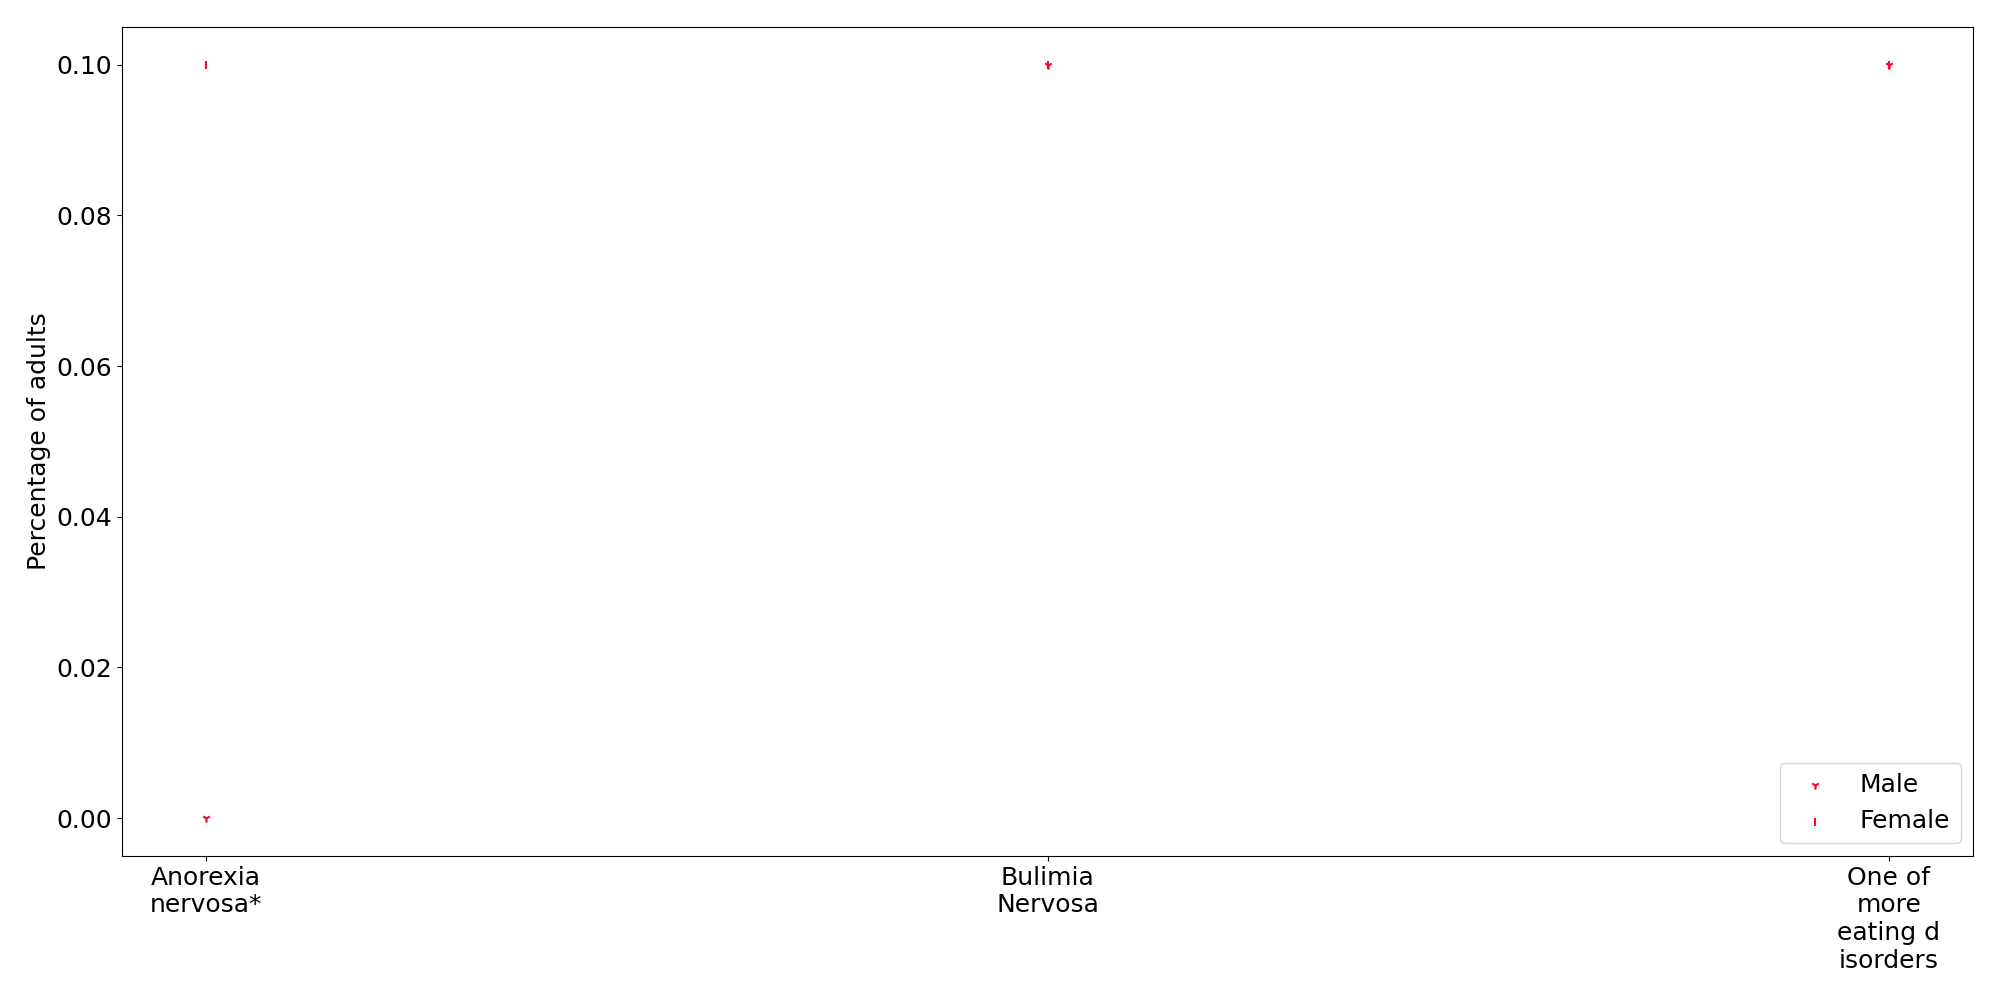 0.10
0.08
0.06
0.04
0.02
0.00
Percentage of adults
Male
Female
Anorexia
nervosa*
Bulimia
Nervosa
One of
more
eating d
isorders